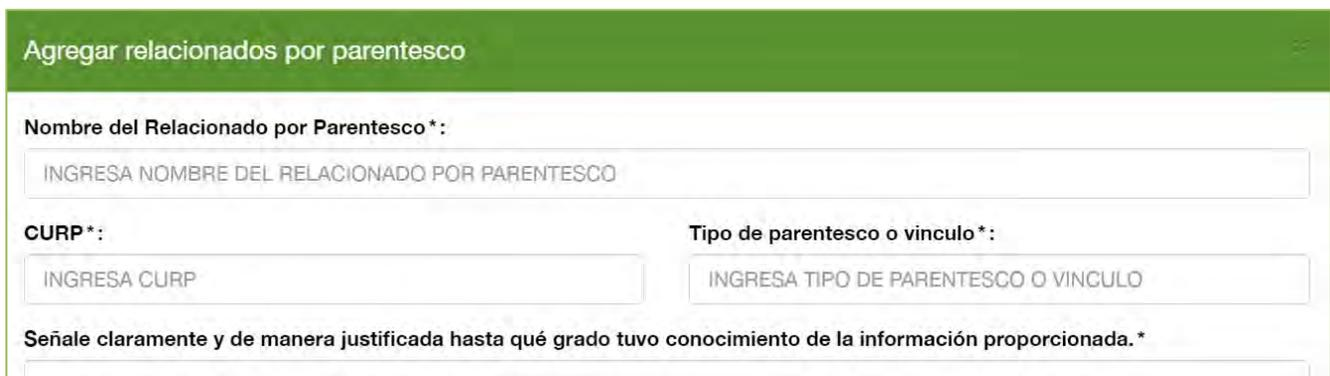 Agregar relacionados por parentesco
Nombre del Relacionado por Parentesco*:
INGRESA NOMBRE DEL RELACIONADO POR PARENTESCO
CURP*:
Tipo de parentesco o vinculo*:
INGRESA CURP
INGRESA TIPO DE PARENTESCO O VINCULO
Señale claramente y de manera justificada hasta qué grado tuvo conocimiento de la información proporcionada.*